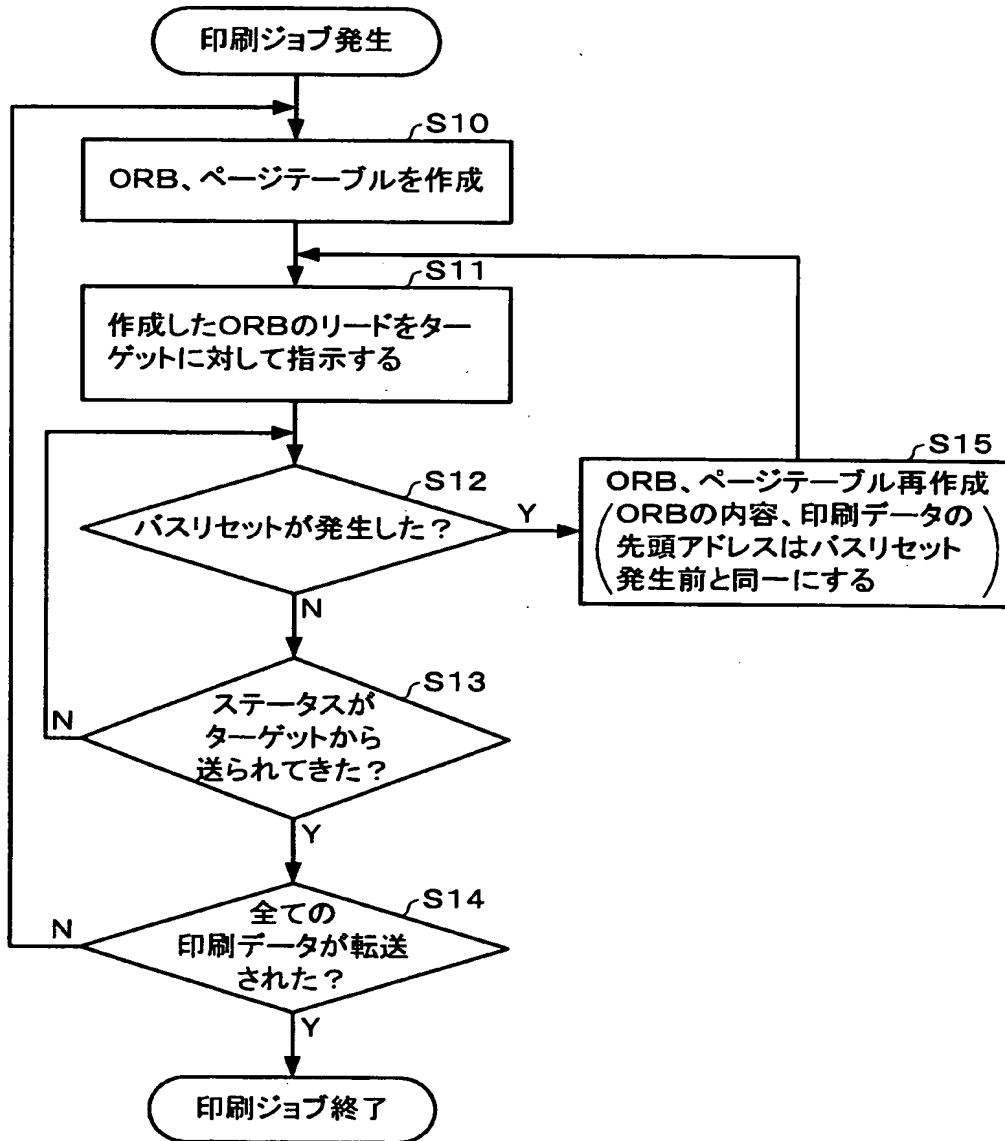 印刷ジョブ発生
S10
ORB、ページテーブルを作成
S11
作成したORBのリードをター
ゲットに対して指示する
S12
バスリセットが発生した?
Y
N
S15
ORB、ページテーブル再作成
(ORBの内容、印刷データの
先頭アドレスはバスリセット
発生前と同一にする)
S13
ステータスが
ターゲットから
送られてきた?
N
Y
S14
全ての
印刷データが転送
された?
N
Y
印刷ジョブ終了